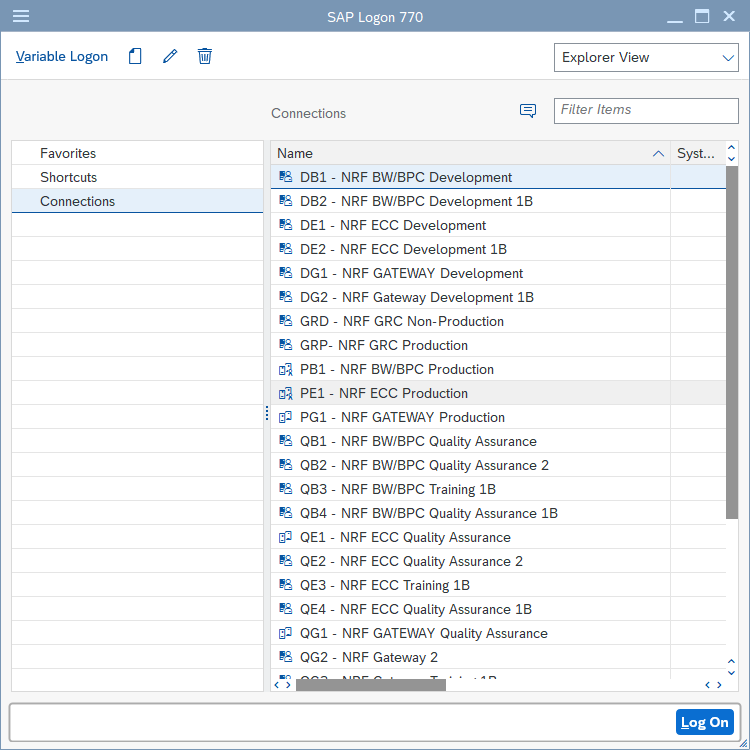 SAP Logon 770
Variable Logon
Explorer View
Connections
Filter Items
Favorites
Shortcuts
Connections
Name
Syst...
DB1 - NRF BW/BPC Development
DB2 - NRF BW/BPC Development 1B
DE1 - NRF ECC Development
DE2 - NRF ECC Development 1B
DG1 - NRF GATEWAY Development
DG2 - NRF Gateway Development 1B
GRD - NRF GRC Non-Production
GRP- NRF GRC Production
PB1 - NRF BW/BPC Production
PE1 - NRF ECC Production
PG1 - NRF GATEWAY Production
QB1 - NRF BW/BPC Quality Assurance
QB2 - NRF BW/BPC Quality Assurance 2
QB3 - NRF BW/BPC Training 1B
QB4 - NRF BW/BPC Quality Assurance 1B
QE1 - NRF ECC Quality Assurance
QE2 - NRF ECC Quality Assurance 2
QE3 - NRF ECC Training 1B
QE4 - NRF ECC Quality Assurance 1B
QG1 - NRF GATEWAY Quality Assurance
QG2 - NRF Gateway 2
Log On